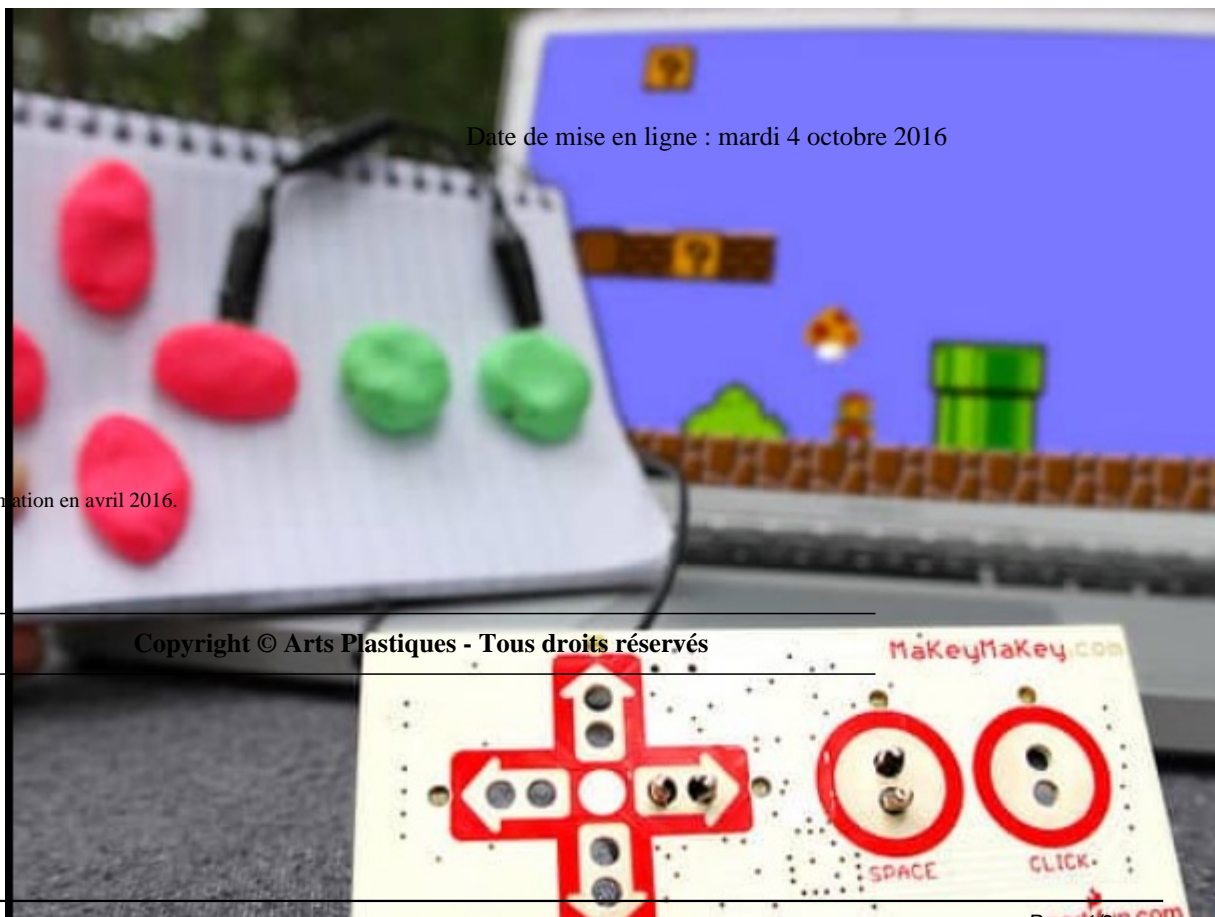 Date de mise en ligne : mardi 4 octobre 2016
ation en avril 2016.
Copyright © Arts Plastiques - Tous droits réservés
MaKeyMaKey.com
SPACE
CLICK